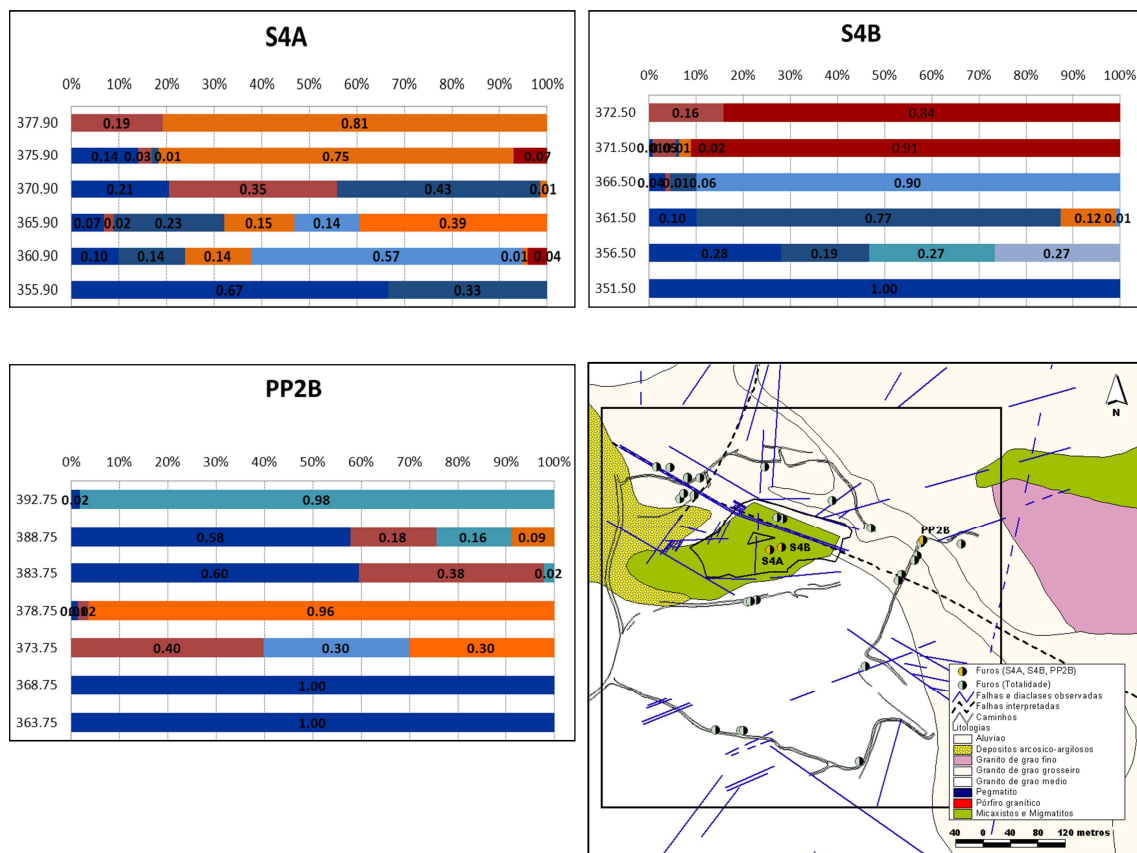 S4A
0% 10% 20% 30% 40% 50% 60% 70% 80% 90% 100%
377.90 0.19 0.81
375.90 0.14 0.03 0.01 0.75 0.07
370.90 0.21 0.35 0.43 0.01
365.90 0.07 0.02 0.23 0.15 0.14 0.39
360.90 0.10 0.14 0.14 0.57 0.01 0.04
355.90 0.67 0.33
S4B
0% 10% 20% 30% 40% 50% 60% 70% 80% 90% 100%
372.50 0.16 0.84
371.50 0.01 0.02 0.91
366.50 0.04 0.01 0.06 0.90
361.50 0.10 0.77 0.12 0.01
356.50 0.28 0.19 0.27 0.27
351.50 1.00
PP2B
0% 10% 20% 30% 40% 50% 60% 70% 80% 90% 100%
392.75 0.02 0.98
388.75 0.58 0.18 0.16 0.09
383.75 0.60 0.38 0.02
378.75 0.96
373.75 0.40 0.30 0.30
368.75 1.00
363.75 1.00
N
PP2B
S4B
S4A
Furos (S4A, S4B, PP2B)
Furos (Totalidade)
Falhas e diaclases observadas
Falhas interpretadas
Caminhos
Litologias
Aluviao
Depositos arcosico-argilosos
Granito de grao fino
Granito de grao grosseiro
Granito de grao medio
Pegmatito
Pórfiro granítico
Micaxistos e Migmatitos
40 0 40 80 120 metros